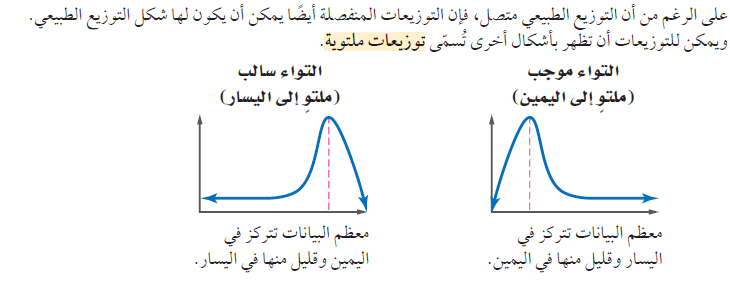 على الرغم من أن التوزيع الطبيعي متصل، فإن التوزيعات المنفصلة أيضًا يمكن أن يكون لها شكل التوزيع الطبيعي.
ويمكن للتوزيعات أن تظهر بأشكال أخرى تُسمّى توزيعات ملتوية.
التواء موجب
(ملتوٍ إلى اليمين)
معظم البيانات تتركز في
اليسار وقليل منها في اليمين.
التواء سالب
(ملتوٍ إلى اليسار)
معظم البيانات تتركز في
اليمين وقليل منها في اليسار.